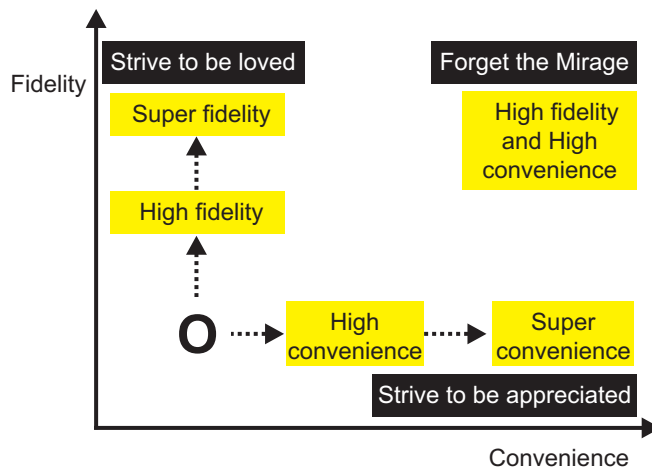 Fidelity
Strive to be loved
Forget the Mirage
Super fidelity
High fidelity
and High
convenience
High fidelity
O
High
convenience
Super
convenience
Strive to be appreciated
Convenience